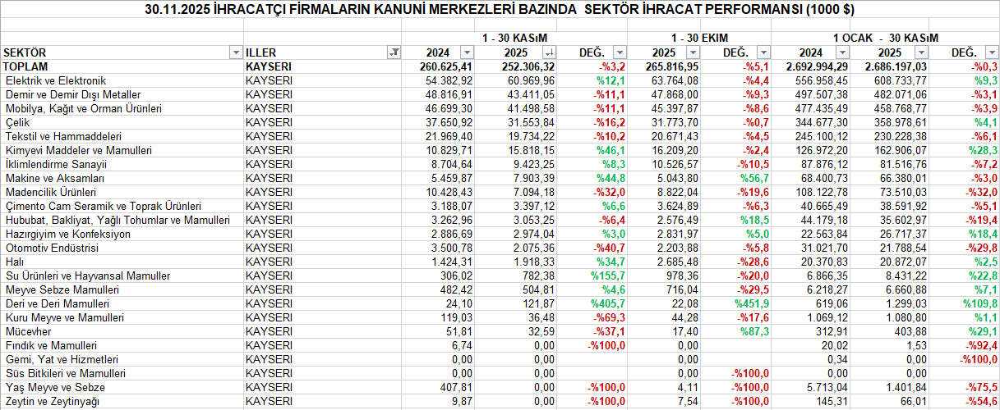 30.11.2025 İHRACATÇI FİRMALARIN KANUNİ MERKEZLERİ BAZINDA SEKTÖR İHRACAT PERFORMANSI (1000 $)
1 - 30 KASıM 1 - 30 EKIM 1 OCAK - 30 KASıM
SEKTÖR ILLER 2024 2025 DEĞ. 2025 DEĞ. 2024 2025 DEĞ.
TOPLAM KAYSERI 260.625,41 252.306,32 -%3,2 265.816,95 -%5,1 2.692.994,29 2.686.197,03 -%0,3
Elektrik ve Elektronik KAYSERI 54.382,92 60.969,96 %12,1 63.764,08 -%4,4 556.958,45 608.733,77 %9,3
Demir ve Demir Dışı Metaller KAYSERI 48.816,91 43.411,05 -%11,1 47.868,00 -%9,3 497.507,38 482.071,06 -%3,1
Mobilya, Kağıt ve Orman Ürünleri KAYSERI 46.699,30 41.498,58 -%11,1 45.397,87 -%8,6 477.435,49 458.768,77 -%3,9
Çelik KAYSERI 37.650,92 31.553,84 -%16,2 31.773,70 -%0,7 344.677,30 358.978,61 %4,1
Tekstil ve Hammaddeleri KAYSERI 21.969,40 19.734,22 -%10,2 20.671,43 -%4,5 245.100,12 230.228,38 -%6,1
Kimyevi Maddeler ve Mamulleri KAYSERI 10.829,71 15.818,15 %46,1 16.209,20 -%2,4 126.972,20 162.906,07 %28,3
İklimlendirme Sanayii KAYSERI 8.704,64 9.423,25 %8,3 10.526,57 -%10,5 87.876,12 81.516,76 -%7,2
Makine ve Aksamları KAYSERI 5.459,87 7.903,39 %44,8 5.043,80 %56,7 68.400,73 66.380,01 -%3,0
Madencilik Ürünleri KAYSERI 10.428,43 7.094,18 -%32,0 8.822,04 -%19,6 108.122,78 73.510,03 -%32,0
Çimento Cam Seramik ve Toprak Ürünleri KAYSERI 3.188,07 3.397,12 %6,6 3.624,89 -%6,3 40.665,49 38.591,92 -%5,1
Hububat, Bakliyat, Yağlı Tohumlar ve Mamulleri KAYSERI 3.262,96 3.053,25 -%6,4 2.576,49 %18,5 44.179,18 35.602,97 -%19,4
Hazırgiyim ve Konfeksiyon KAYSERI 2.886,69 2.974,04 %3,0 2.831,97 %5,0 22.563,84 26.717,37 %18,4
Otomotiv Endüstrisi KAYSERI 3.500,78 2.075,36 -%40,7 2.203,88 -%5,8 31.021,70 21.788,54 -%29,8
Halı KAYSERI 1.424,31 1.918,33 %34,7 2.685,48 -%28,6 20.370,83 20.872,07 %2,5
Su Ürünleri ve Hayvansal Mamuller KAYSERI 306,02 782,38 %155,7 978,36 -%20,0 6.866,35 8.431,22 %22,8
Meyve Sebze Mamulleri KAYSERI 482,42 504,81 %4,6 716,04 -%29,5 6.218,27 6.660,88 %7,1
Deri ve Deri Mamulleri KAYSERI 24,10 121,87 %405,7 22,08 %451,9 619,06 1.299,03 %109,8
Kuru Meyve ve Mamulleri KAYSERI 119,03 36,48 -%69,3 44,28 -%17,6 1.069,12 1.080,80 %1,1
Mücevher KAYSERI 51,81 32,59 -%37,1 17,40 %87,3 312,91 403,88 %29,1
Fındık ve Mamulleri KAYSERI 6,74 0,00 -%100,0 0,00 20,02 1,53 -%92,4
Gemi, Yat ve Hizmetleri KAYSERI 0,00 0,00 0,00 0,34 0,00 -%100,0
Süs Bitkileri ve Mamulleri KAYSERI 0,00 0,00 0,00 -%100,0 0,00 0,00
Yaş Meyve ve Sebze KAYSERI 407,81 0,00 -%100,0 4,11 -%100,0 5.713,04 1.401,84 -%75,5
Zeytin ve Zeytinyağı KAYSERI 9,87 0,00 -%100,0 7,54 -%100,0 145,31 66,01 -%54,6